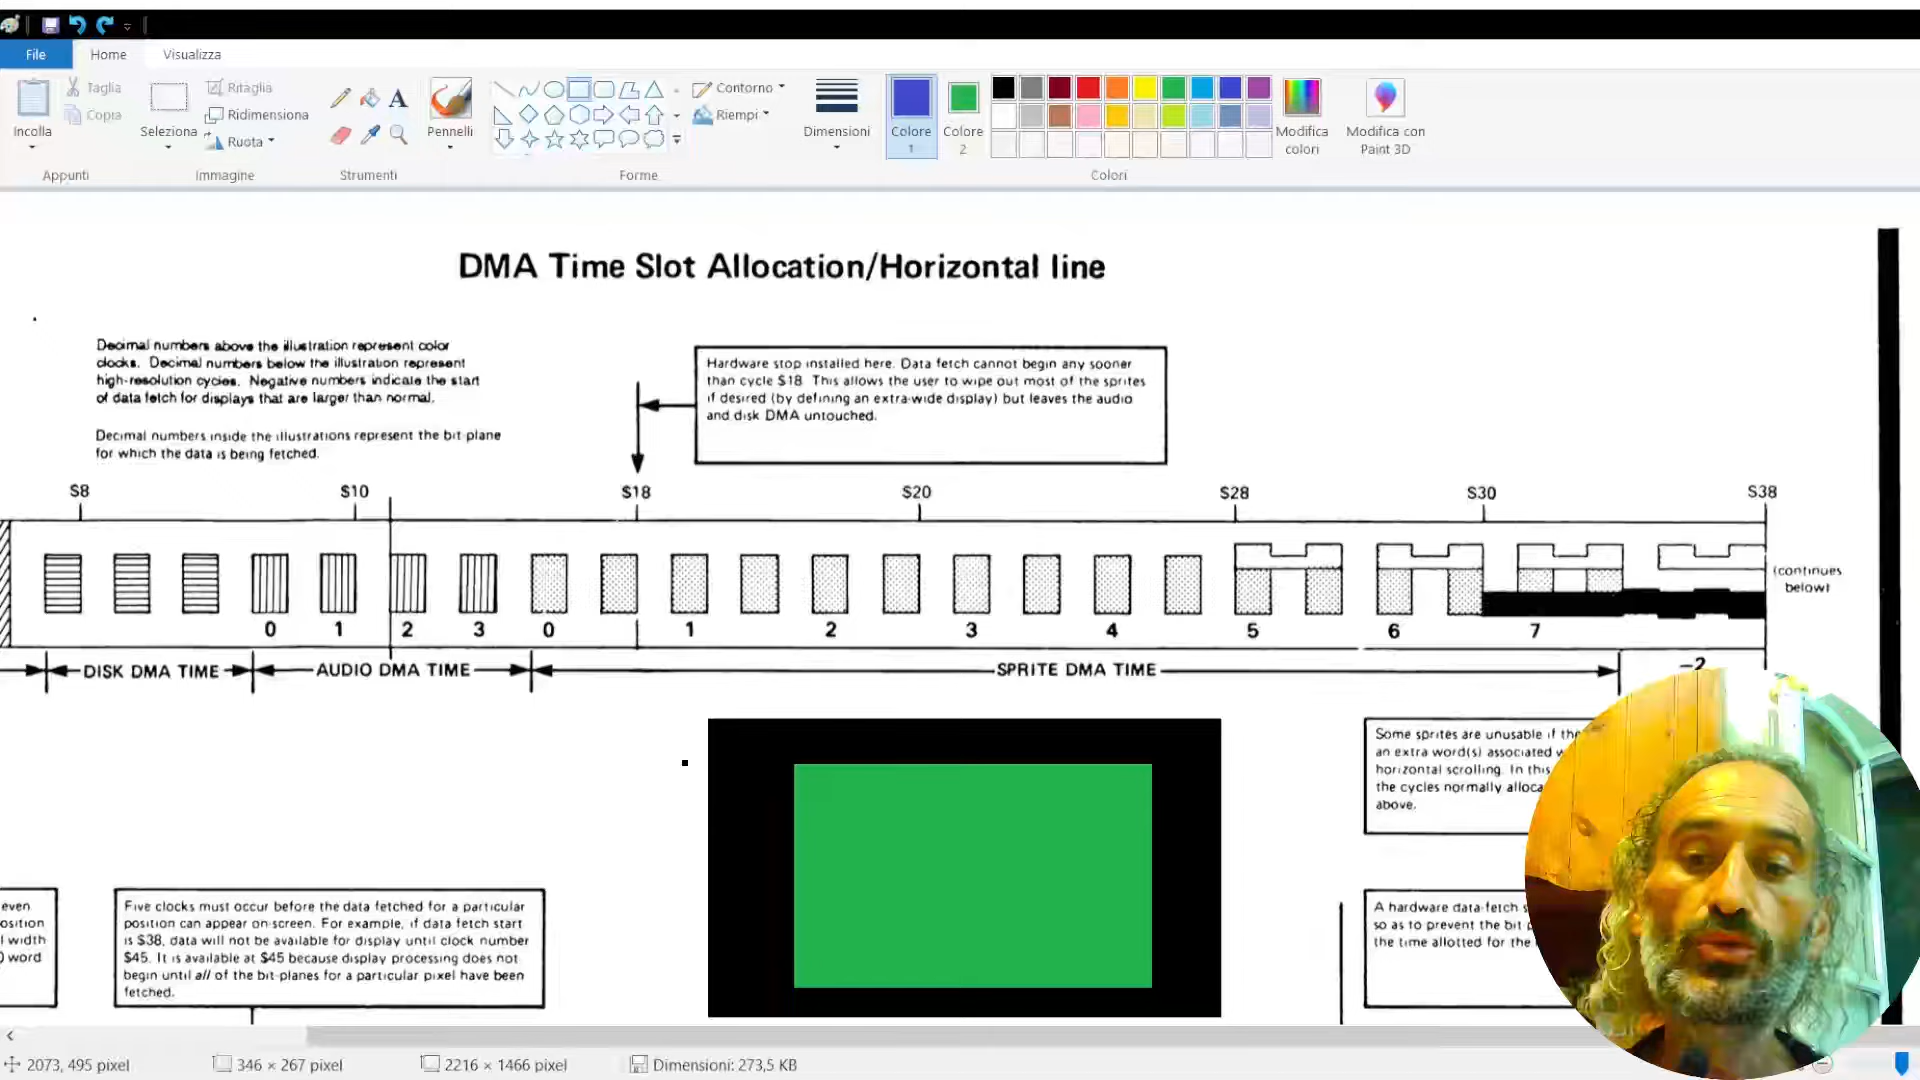 File
Home
Visualizza
Incolla
Taglia
Copia
Appunti
Seleziona
Ritaglia
Ridimensiona
Ruota
Immagine
A
Strumenti
Pennelli
Contorno
Riempi
Forme
Dimensioni
Colore
1
Colore
2
Modifica
colori
Modifica con
Paint 3D
Colori
DMA Time Slot Allocation/Horizontal line
Decimal numbers above the illustration represent color
clocks. Decimal numbers below the illustration represent
high-resolution cycles. Negative numbers indicate the start
of data fetch for displays that are larger than normal.
Decimal numbers inside the illustrations represent the bit plane
for which the data is being fetched.
Hardware stop installed here. Data fetch cannot begin any sooner
than cycle $18. This allows the user to wipe out most of the sprites
if desired (by defining an extra-wide display) but leaves the audio
and disk DMA untouched.
$8 $10 $18 $20 $28 $30 $38
(continues
below)
0 1 2 3 0 1 2 3 4 5 6 7
DISK DMA TIME AUDIO DMA TIME SPRITE DMA TIME
-2
Some sprites are unusable if the
an extra word(s) associated w
horizontal scrolling. In this
the cycles normally alloca
above.
even
osition
l width
) word
Five clocks must occur before the data fetched for a particular
position can appear on-screen. For example, if data fetch start
is $38, data will not be available for display until clock number
$45. It is available at $45 because display processing does not
begin until all of the bit-planes for a particular pixel have been
fetched.
A hardware data-fetch s
so as to prevent the bit p
the time allotted for the
2073, 495 pixel
346 × 267 pixel
2216 × 1466 pixel
Dimensioni: 273,5 KB